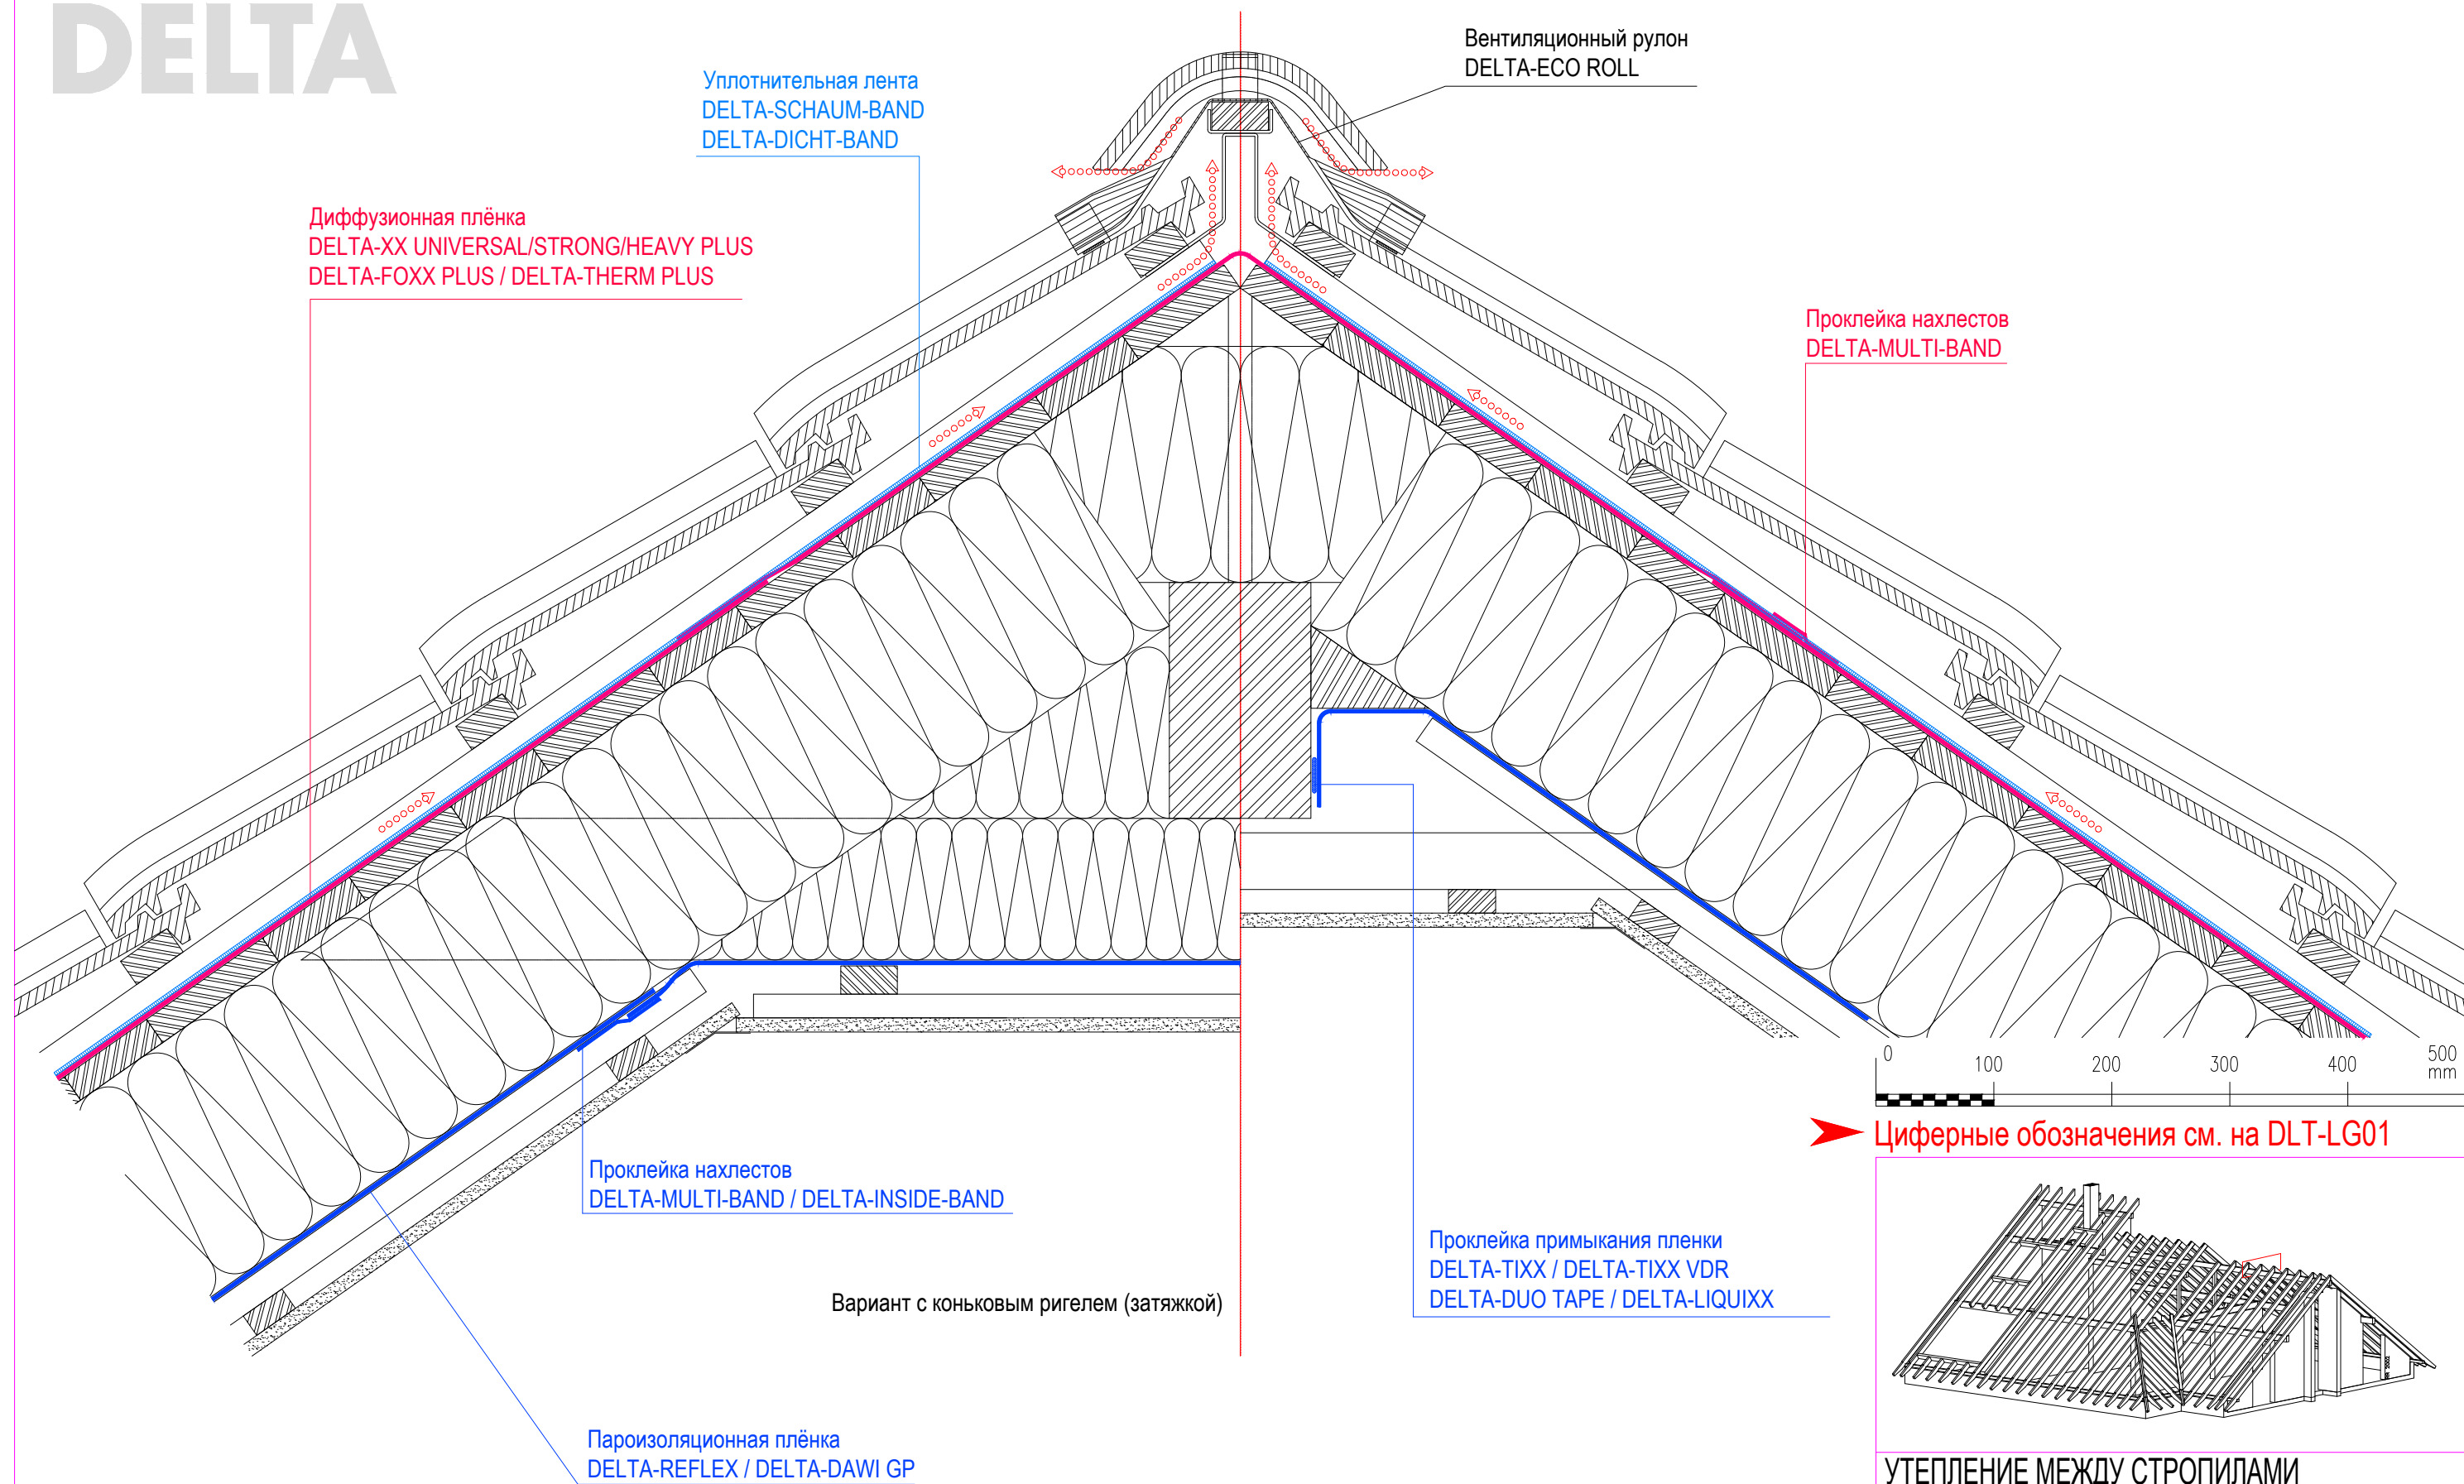 DELTA
Вентиляционный рулон
DELTA-ECO ROLL
Уплотнительная лента
DELTA-SCHAUM-BAND
DELTA-DICHT-BAND
Диффузионная плёнка
DELTA-XX UNIVERSAL/STRONG/HEAVY PLUS
DELTA-FOXX PLUS / DELTA-THERM PLUS
Проклейка нахлестов
DELTA-MULTI-BAND
0 100 200 300 400 500
mm
Циферные обозначения см. на DLT-LG01
Проклейка нахлестов
DELTA-MULTI-BAND / DELTA-INSIDE-BAND
Проклейка примыкания пленки
DELTA-TIXX / DELTA-TIXX VDR
DELTA-DUO TAPE / DELTA-LIQUIXX
Вариант с коньковым ригелем (затяжкой)
Пароизоляционная плёнка
DELTA-REFLEX / DELTA-DAWI GP
УТЕПЛЕНИЕ МЕЖДУ СТРОПИЛАМИ